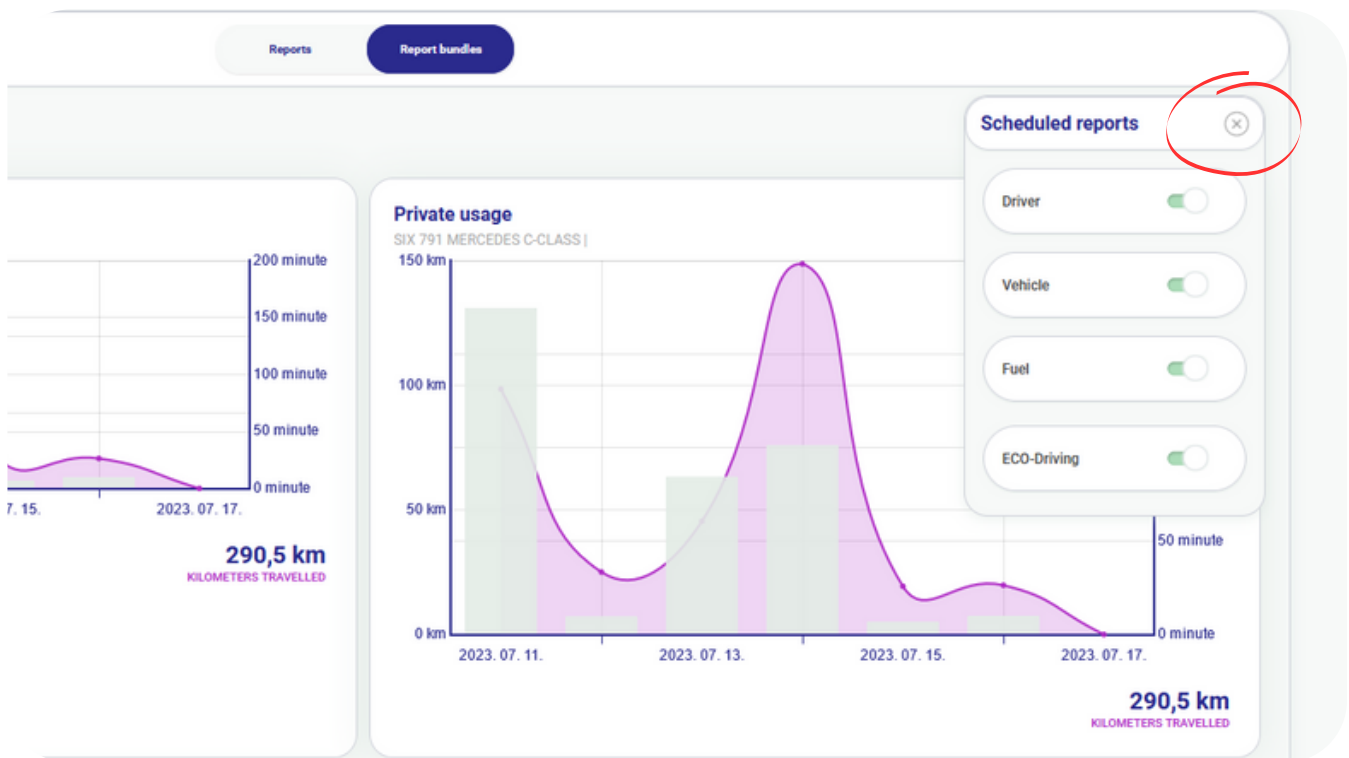 Reports
Report bundles
Scheduled reports
Driver
Vehicle
Fuel
ECO-Driving
200 minute
150 minute
100 minute
50 minute
0 minute
7. 15.
2023. 07. 17.
290,5 km
KILOMETERS TRAVELLED
Private usage
SIX 791 MERCEDES C-CLASS |
150 km
100 km
50 km
0 km
50 minute
0 minute
2023. 07. 11.
2023. 07. 13.
2023. 07. 15.
2023. 07. 17.
290,5 km
KILOMETERS TRAVELLED